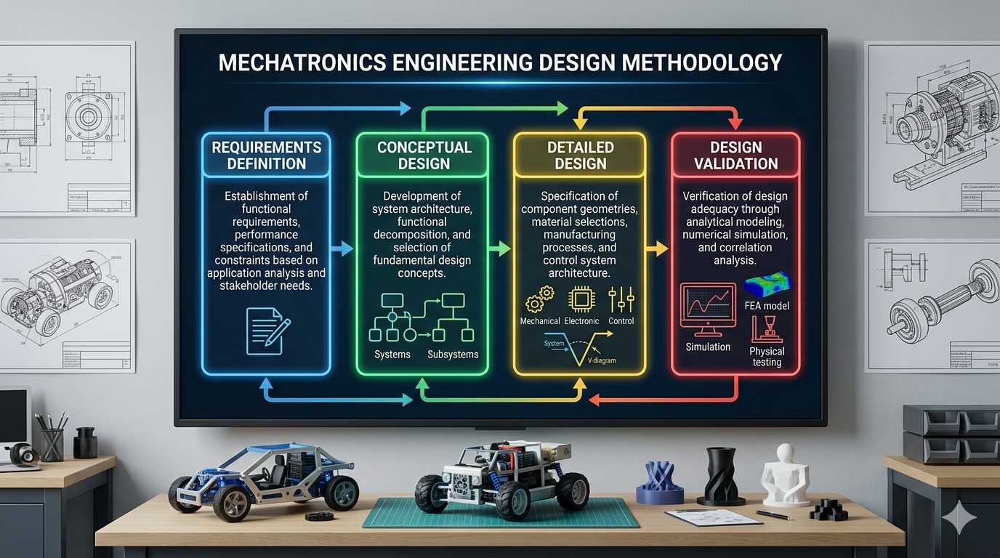 MECHATRONICS ENGINEERING DESIGN METHODOLOGY
REQUIREMENTS
DEFINITION
Establishment of
functional
requirements,
performance
specifications, and
constraints based on
application analysis and
stakeholder needs.
CONCEPTUAL
DESIGN
Development of
system architecture,
functional
decomposition, and
selection of
fundamental design
concepts.
Systems
Subsystems
DETAILED
DESIGN
Specification of
component geometries,
material selections,
manufacturing
processes, and
control system
architecture.
Mechanical
Electronic
Control
System
V-diagram
DESIGN
VALIDATION
Verification of design
adequacy through
analytical modeling,
numerical simulation,
and correlation
analysis.
FEA model
Simulation
Physical
testing